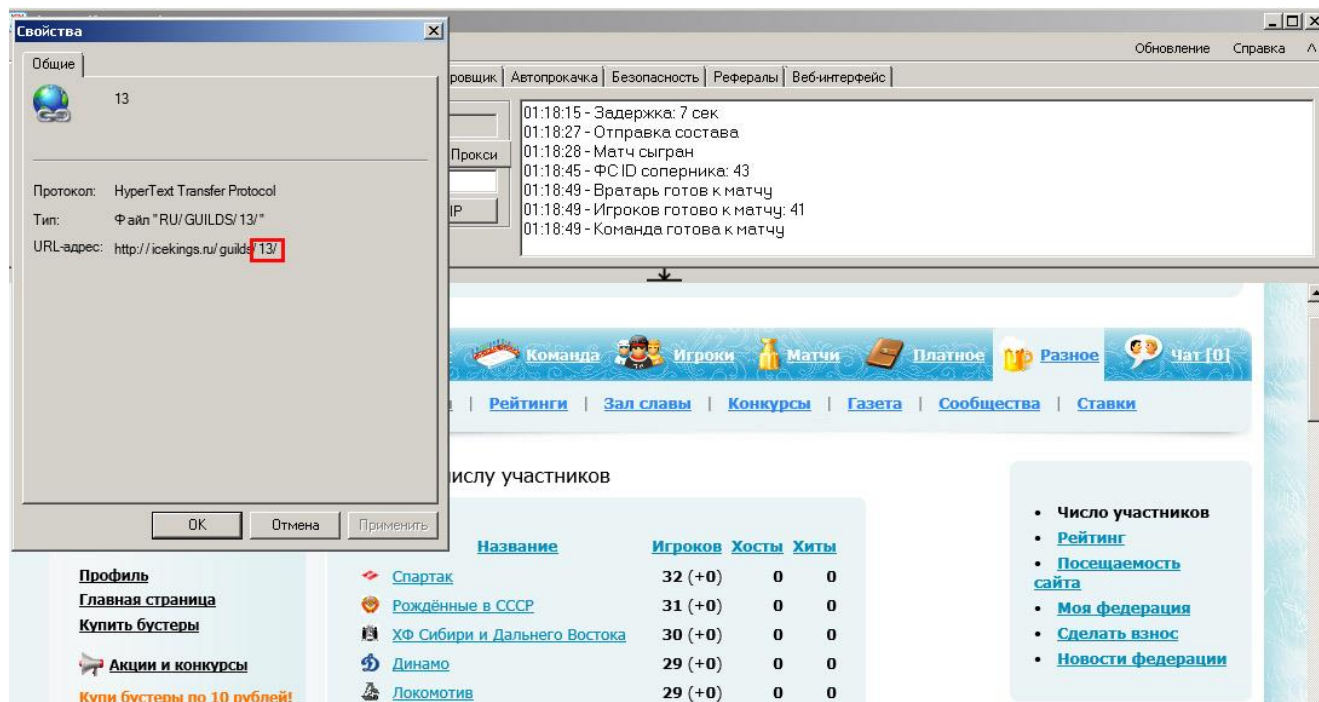 Свойства
Общие
13
Протокол: HyperText Transfer Protocol
Тип: Файл "RU/GUILDS/13/"
URL-адрес: http://icekings.ru/guilds/13/
OK Отмена Применить
Обновление Справка ^
ровщик Автопрокачка Безопасность Рефералы Веб-интерфейс
Прокси
IP
01:18:15 - Задержка: 7 сек
01:18:27 - Отправка состава
01:18:28 - Матч сыгран
01:18:45 - ФС ID соперника: 43
01:18:49 - Вратарь готов к матчу
01:18:49 - Игроков готово к матчу: 41
01:18:49 - Команда готова к матчу
Команда Игроки Матчи Платное Разное Чат [0]
| Рейтинги | Зал славы | Конкурсы | Газета | Сообщества | Ставки
ислу участников
Название Игроков Хосты Хиты
Спартак 32 (+0) 0 0
Рождённые в СССР 31 (+0) 0 0
ХФ Сибири и Дальнего Востока 30 (+0) 0 0
Динамо 29 (+0) 0 0
Локомотив 29 (+0) 0 0
Профиль
Главная страница
Купить бустеры
Акции и конкурсы
Купи бустеры по 10 рублей!
• Число участников
• Рейтинг
• Посещаемость
сайта
• Моя федерация
• Сделать взнос
• Новости федерации